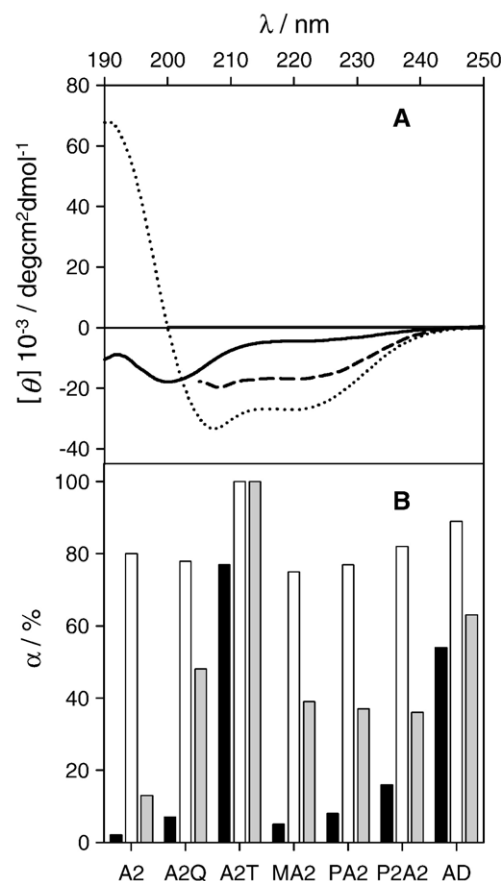 λ / nm
190 200 210 220 230 240 250
A
80
60
40
20
0
-20
-40
[θ] 10⁻³ / degcm²dmol⁻¹
B
100
80
60
40
20
0
α / %
A2 A2Q A2T MA2 PA2 P2A2 AD